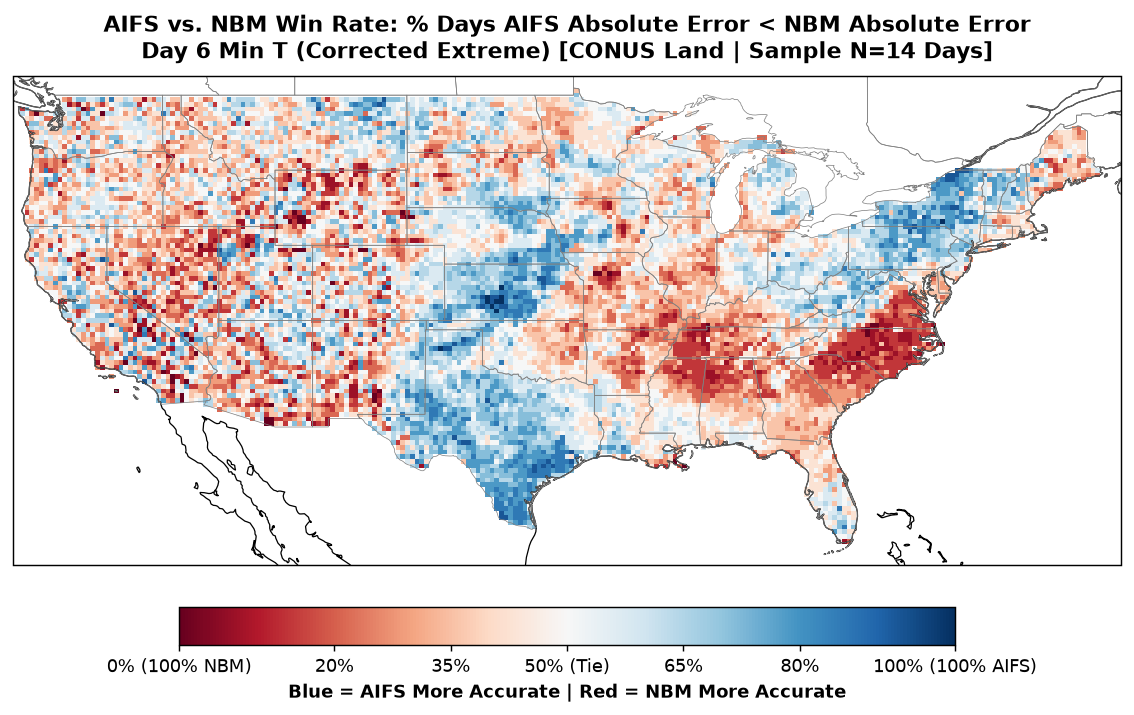 AIFS vs. NBM Win Rate: % Days AIFS Absolute Error < NBM Absolute Error
Day 6 Min T (Corrected Extreme) [CONUS Land | Sample N=14 Days]
0% (100% NBM) 20% 35% 50% (Tie) 65% 80% 100% (100% AIFS)
Blue = AIFS More Accurate | Red = NBM More Accurate